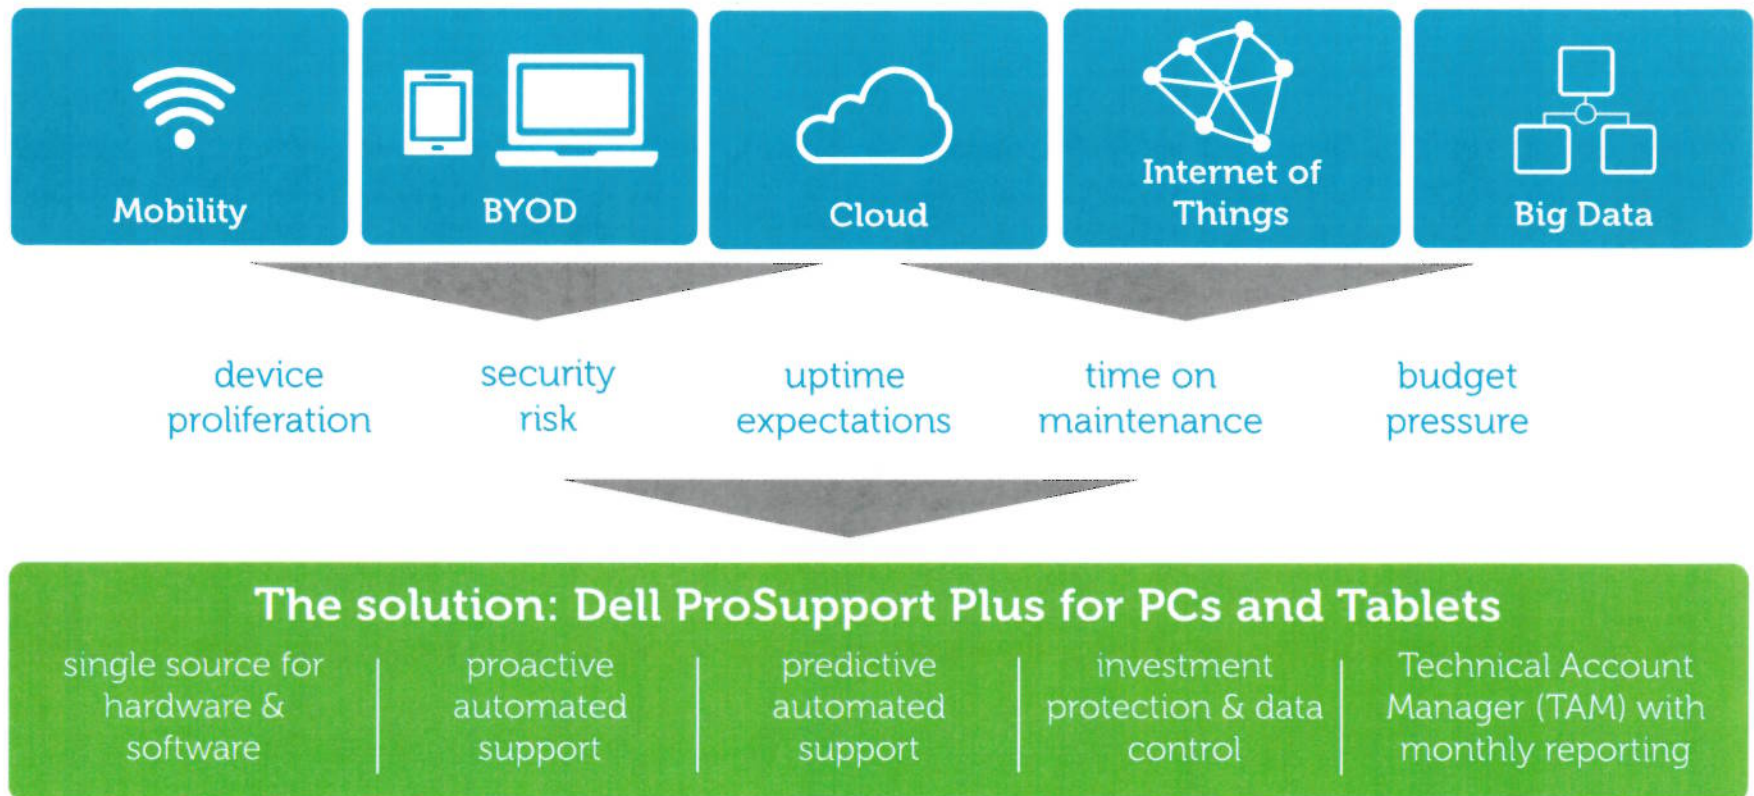 Mobility
BYOD
Cloud
Internet of
Things
Big Data
device
proliferation
security
risk
uptime
expectations
time on
maintenance
budget
pressure
The solution: Dell ProSupport Plus for PCs and Tablets
single source for
hardware &
software
proactive
automated
support
predictive
automated
support
investment
protection & data
control
Technical Account
Manager (TAM) with
monthly reporting